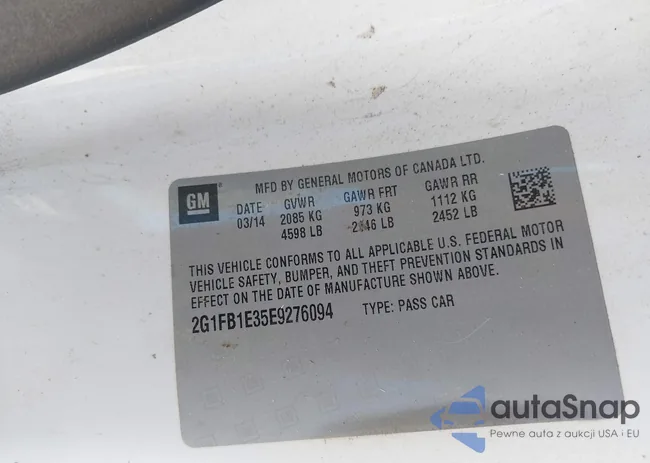 GM
MFD BY GENERAL MOTORS OF CANADA LTD.
DATE GVWR GAWR FRT GAWR RR
03/14 2085 KG 973 KG 1112 KG
4598 LB 2146 LB 2452 LB
THIS VEHICLE CONFORMS TO ALL APPLICABLE U.S. FEDERAL MOTOR
VEHICLE SAFETY, BUMPER, AND THEFT PREVENTION STANDARDS IN
EFFECT ON THE DATE OF MANUFACTURE SHOWN ABOVE.
2G1FB1E35E9276094 TYPE: PASS CAR
autaSnap
Pewne auta z aukcji USA i EU